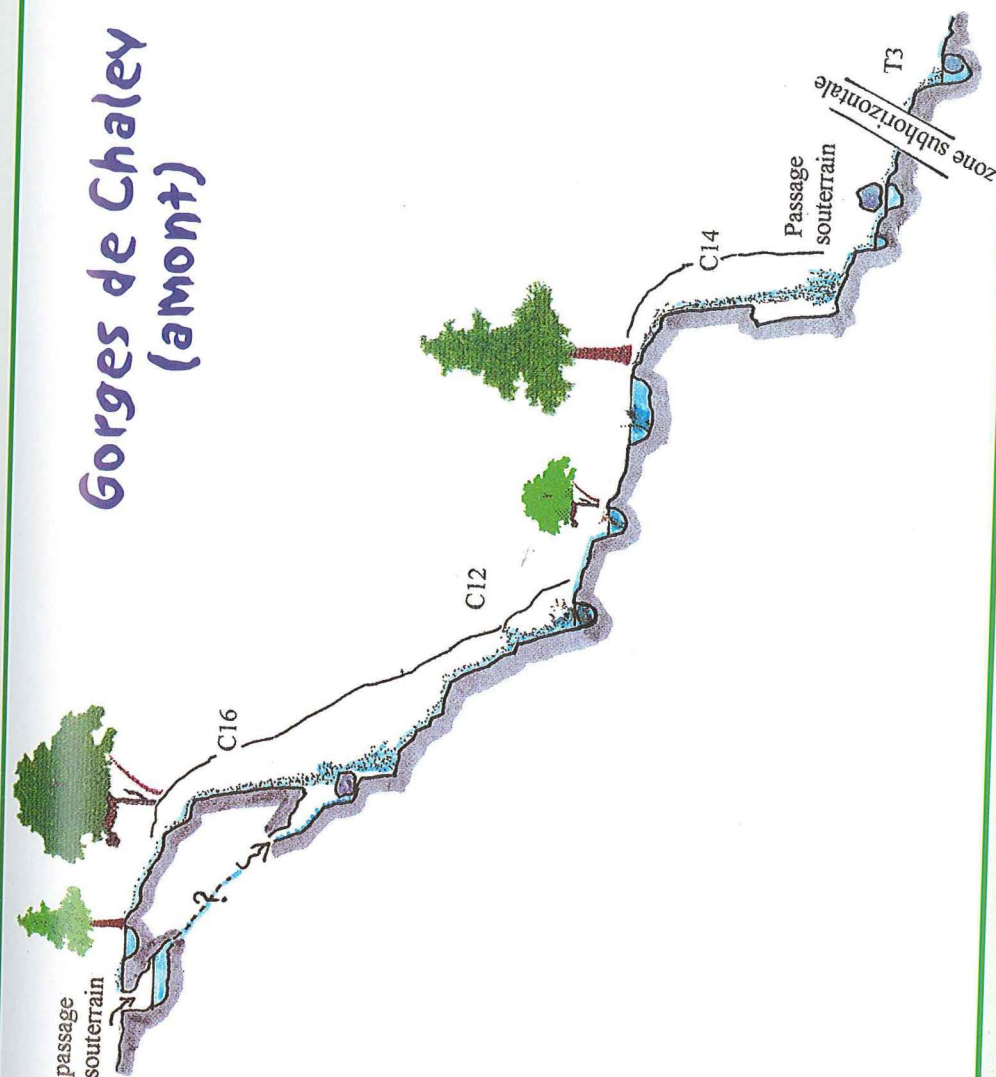 Gorges de Chaley
(amont)
passage
souterrain
?
C16
C12
C14
Passage
souterrain
zone subhorizontale
T3